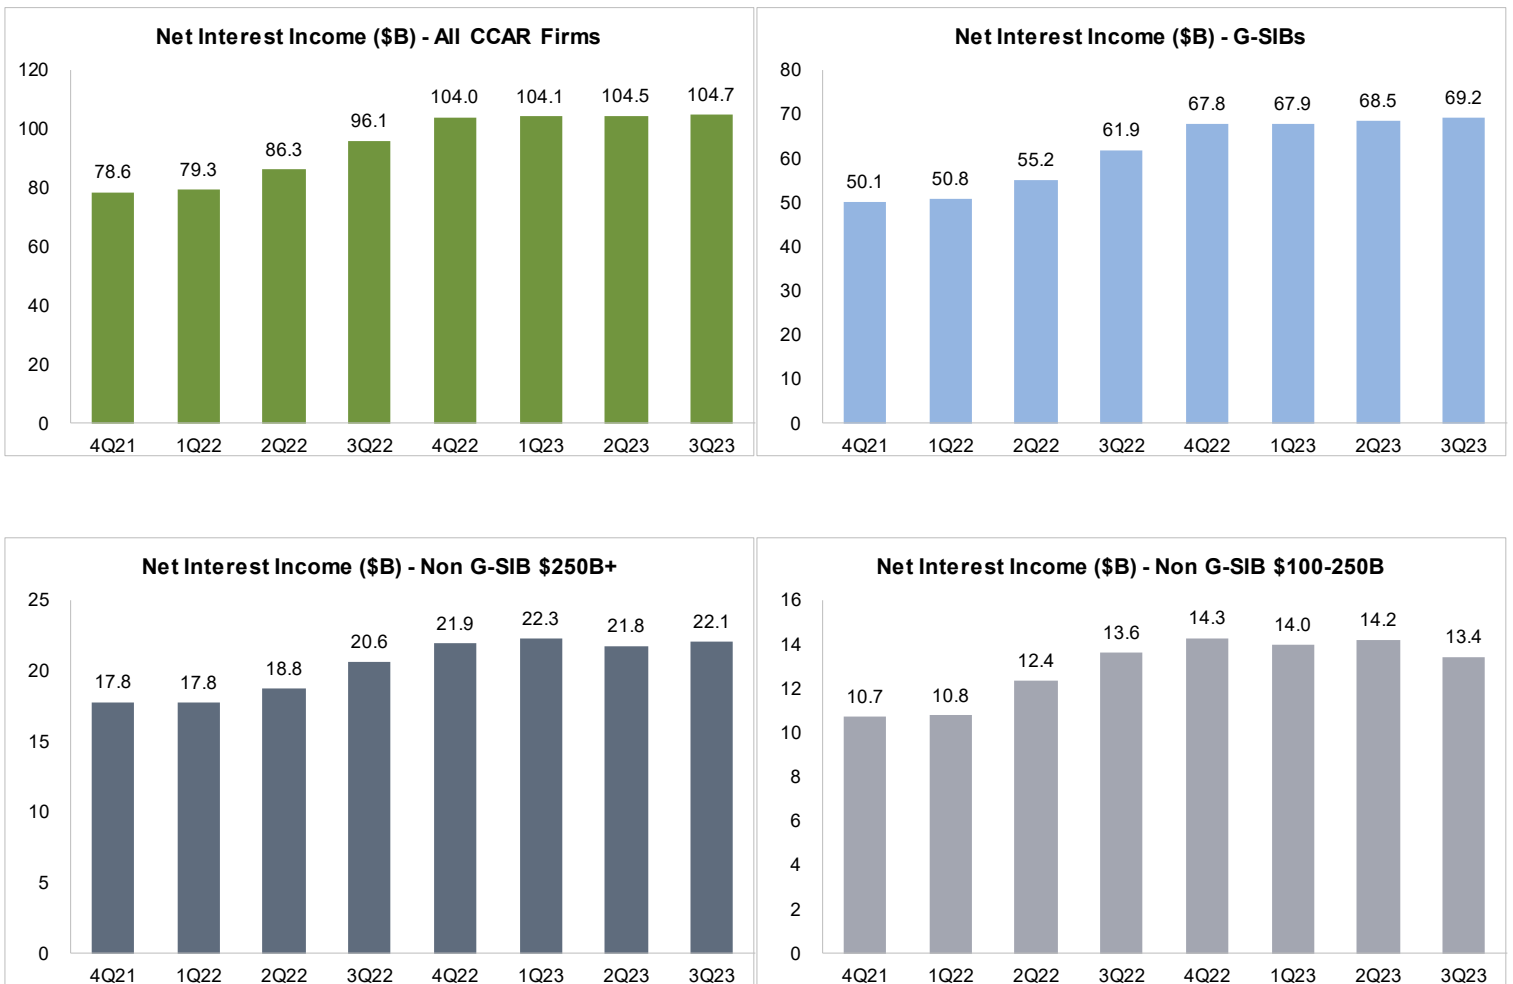 Net Interest Income ($B) - All CCAR Firms
120
100
80
60
40
20
0
78.6 79.3 86.3 96.1 104.0 104.1 104.5 104.7
4Q21 1Q22 2Q22 3Q22 4Q22 1Q23 2Q23 3Q23
Net Interest Income ($B) - G-SIBs
80
70
60
50
40
30
20
10
0
50.1 50.8 55.2 61.9 67.8 67.9 68.5 69.2
4Q21 1Q22 2Q22 3Q22 4Q22 1Q23 2Q23 3Q23
Net Interest Income ($B) - Non G-SIB $250B+
25
20
15
10
5
0
17.8 17.8 18.8 20.6 21.9 22.3 21.8 22.1
4Q21 1Q22 2Q22 3Q22 4Q22 1Q23 2Q23 3Q23
Net Interest Income ($B) - Non G-SIB $100-250B
16
14
12
10
8
6
4
2
0
10.7 10.8 12.4 13.6 14.3 14.0 14.2 13.4
4Q21 1Q22 2Q22 3Q22 4Q22 1Q23 2Q23 3Q23